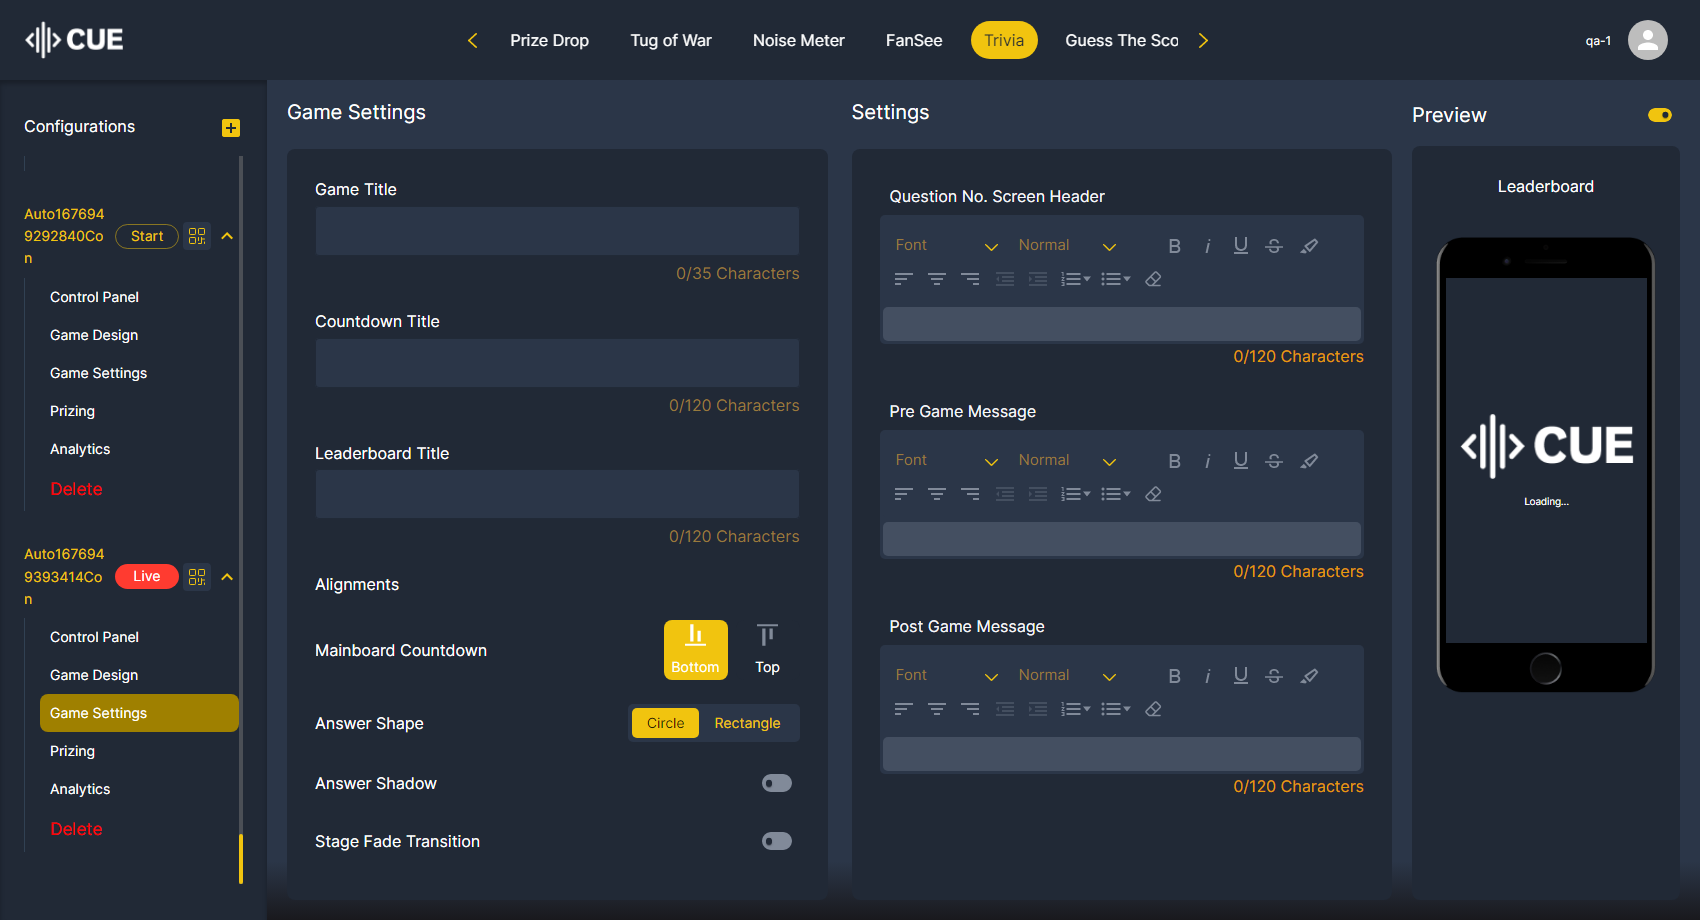 CUE
Prize Drop
Tug of War
Noise Meter
FanSee
Trivia
Guess The Sco
qa-1
Configurations
Auto167694
9292840Co
n
Start
Control Panel
Game Design
Game Settings
Prizing
Analytics
Delete
Auto167694
9393414Co
n
Live
Control Panel
Game Design
Game Settings
Prizing
Analytics
Delete
Game Settings
Game Title
0/35 Characters
Countdown Title
0/120 Characters
Leaderboard Title
0/120 Characters
Alignments
Mainboard Countdown
Bottom
Top
Answer Shape
Circle
Rectangle
Answer Shadow
Stage Fade Transition
Settings
Question No. Screen Header
Font
Normal
0/120 Characters
Pre Game Message
Font
Normal
0/120 Characters
Post Game Message
Font
Normal
0/120 Characters
Preview
Leaderboard
CUE
Loading...